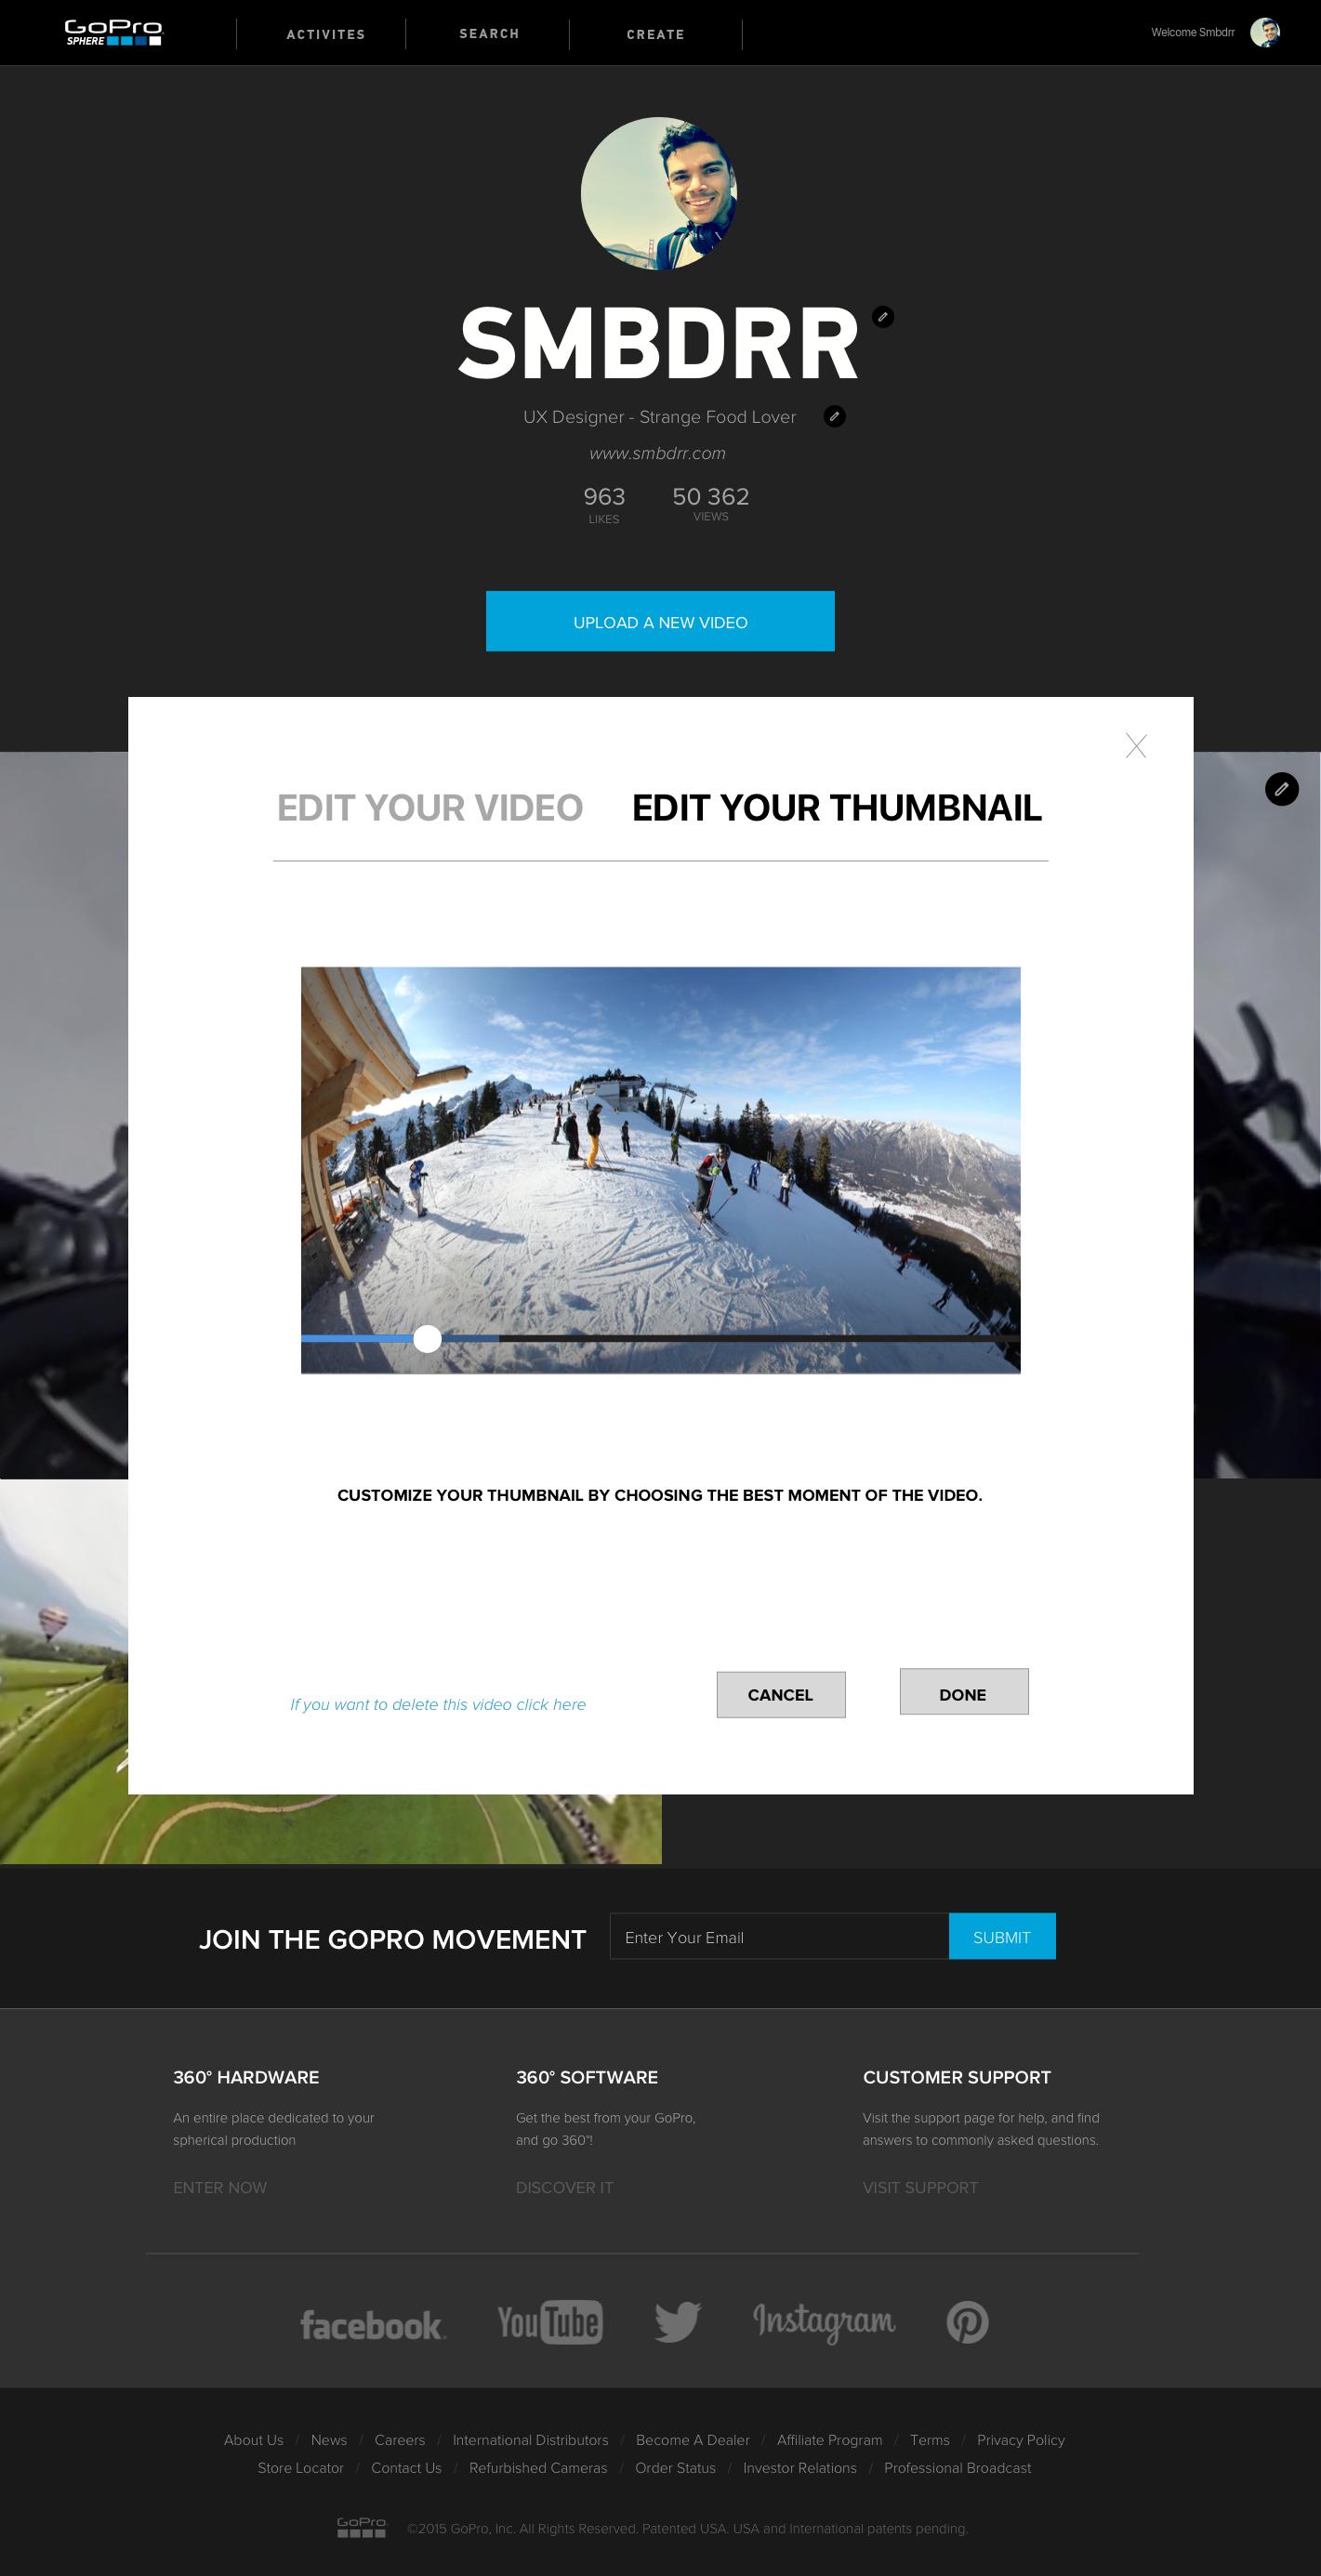 GoPro
SPHERE
ACTIVITES
SEARCH
CREATE
Welcome Smbdrr
SMBDRR
UX Designer - Strange Food Lover
www.smbdrr.com
963
50 362
LIKES
VIEWS
UPLOAD A NEW VIDEO
X
EDIT YOUR VIDEO
EDIT YOUR THUMBNAIL
CUSTOMIZE YOUR THUMBNAIL BY CHOOSING THE BEST MOMENT OF THE VIDEO.
If you want to delete this video click here
CANCEL
DONE
JOIN THE GOPRO MOVEMENT
Enter Your Email
SUBMIT
360° HARDWARE
An entire place dedicated to your
spherical production
ENTER NOW
360° SOFTWARE
Get the best from your GoPro,
and go 360°!
DISCOVER IT
CUSTOMER SUPPORT
Visit the support page for help, and find
answers to commonly asked questions.
VISIT SUPPORT
facebook.
YouTube
Instagram
About Us / News / Careers / International Distributors / Become A Dealer / Affiliate Program / Terms / Privacy Policy
Store Locator / Contact Us / Refurbished Cameras / Order Status / Investor Relations / Professional Broadcast
GoPro
©2015 GoPro, Inc. All Rights Reserved. Patented USA. USA and International patents pending.